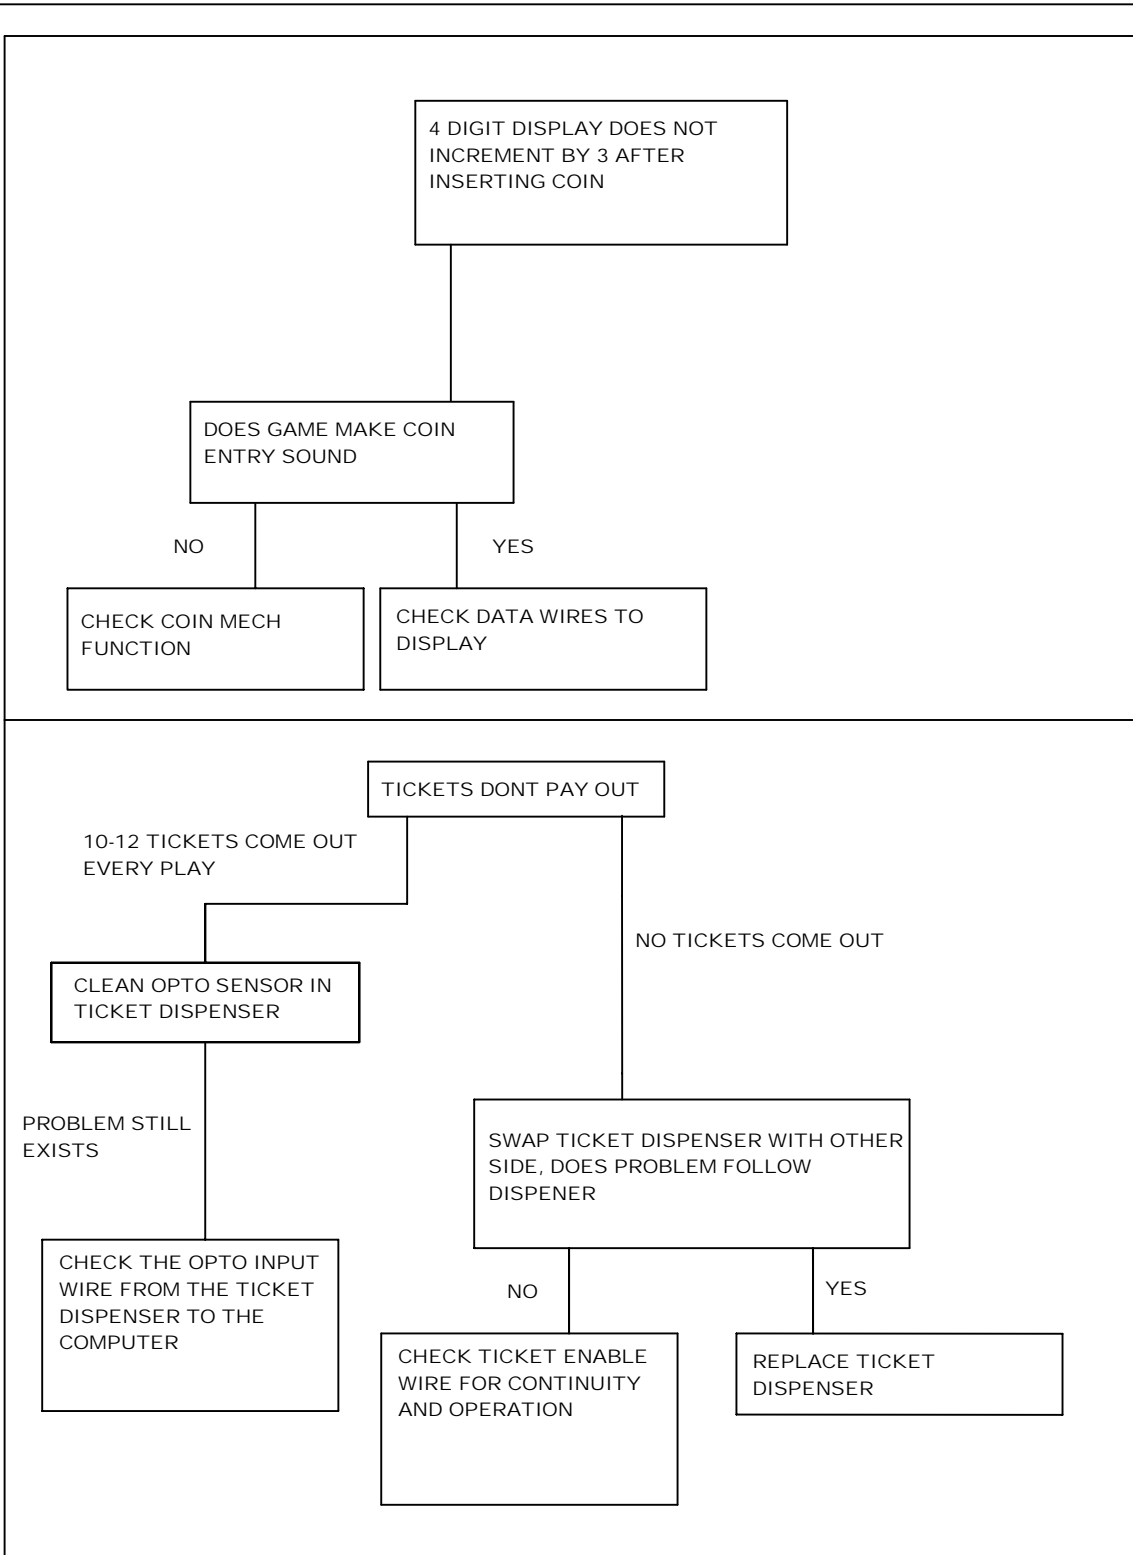 4 DIGIT DISPLAY DOES NOT
INCREMENT BY 3 AFTER
INSERTING COIN
DOES GAME MAKE COIN
ENTRY SOUND
NO
YES
CHECK COIN MECH
FUNCTION
CHECK DATA WIRES TO
DISPLAY
TICKETS DONT PAY OUT
10-12 TICKETS COME OUT
EVERY PLAY
NO TICKETS COME OUT
CLEAN OPTO SENSOR IN
TICKET DISPENSER
PROBLEM STILL
EXISTS
SWAP TICKET DISPENSER WITH OTHER
SIDE, DOES PROBLEM FOLLOW
DISPENER
CHECK THE OPTO INPUT
WIRE FROM THE TICKET
DISPENSER TO THE
COMPUTER
NO
YES
CHECK TICKET ENABLE
WIRE FOR CONTINUITY
AND OPERATION
REPLACE TICKET
DISPENSER